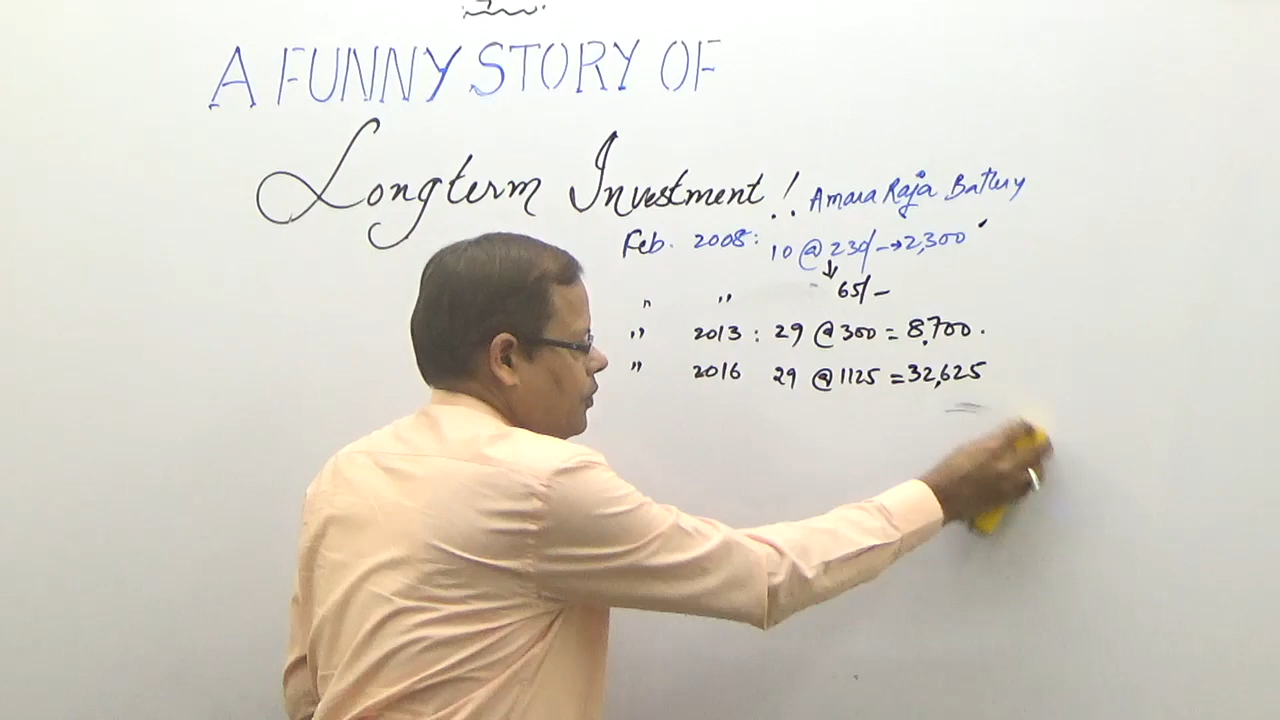 A FUNNY STORY OF
Longterm Investment!..
Amara Raja Battery
Feb. 2008: 10 @ 230/- → 2,300
" " 65/-
" 2013 : 29 @ 300 = 8,700.
" 2016 29 @ 1125 = 32,625